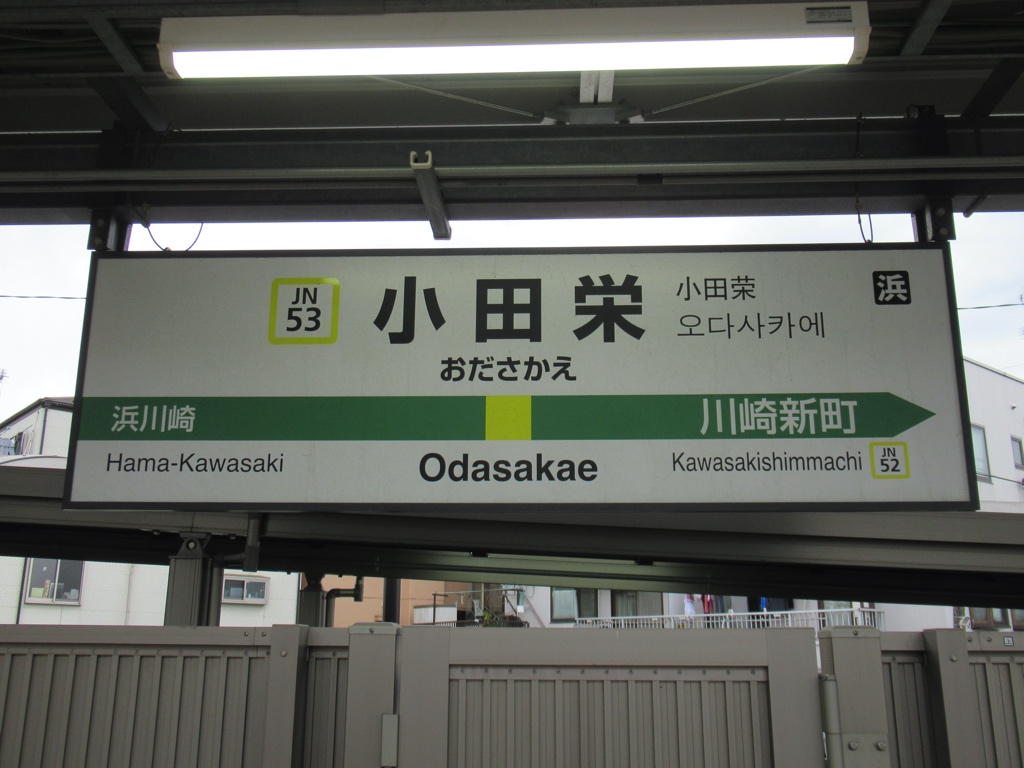 JN
53
小田栄
小田荣
오다사카에
浜
おださかえ
浜川崎
川崎新町
Hama-Kawasaki
Odasakae
Kawasakishimmachi
JN
52